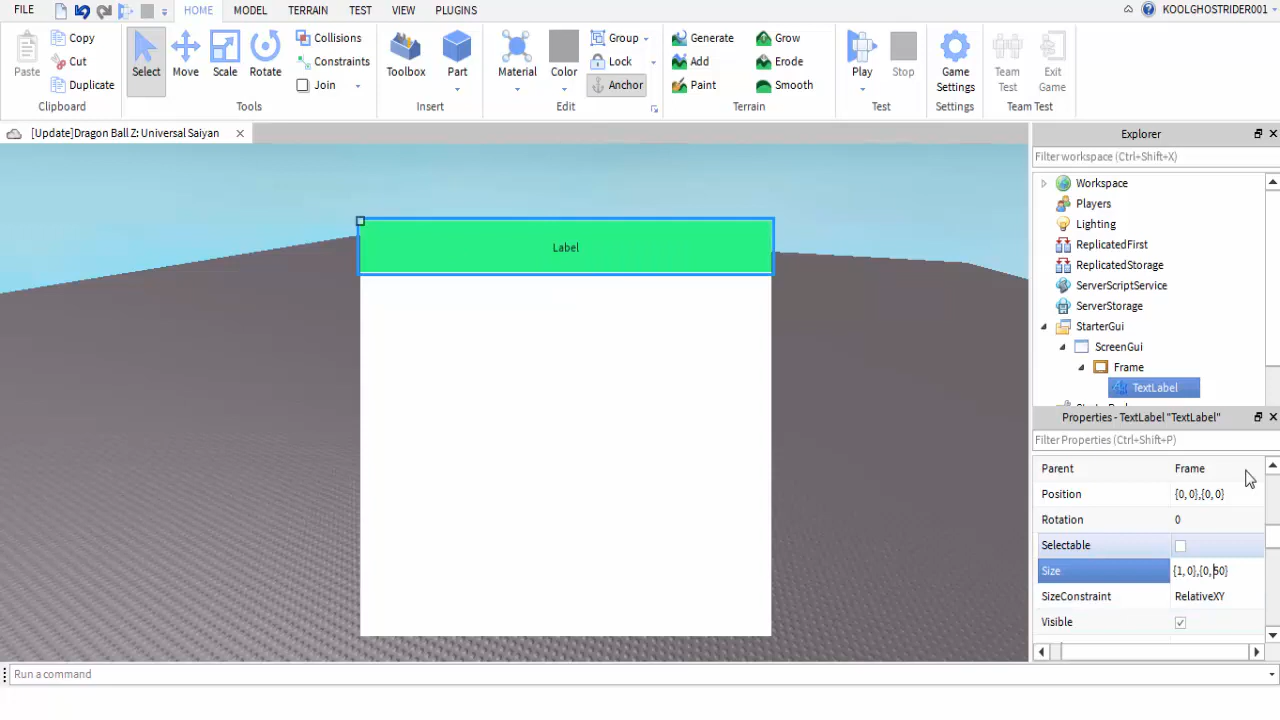 FILE HOME MODEL TERRAIN TEST VIEW PLUGINS KOOLGHOSTRIDER001
Paste Copy Cut Duplicate
Clipboard
Select Move Scale Rotate Collisions Constraints Join
Tools
Toolbox Part
Insert
Material Color Group Lock Anchor
Edit
Generate Add Paint Grow Erode Smooth
Terrain
Play Stop
Test
Game Settings
Settings
Team Test Exit Game
Team Test
[Update]Dragon Ball Z: Universal Saiyan
Label
Explorer
Filter workspace (Ctrl+Shift+X)
Workspace
Players
Lighting
ReplicatedFirst
ReplicatedStorage
ServerScriptService
ServerStorage
StarterGui
ScreenGui
Frame
TextLabel
Properties - TextLabel "TextLabel"
Filter Properties (Ctrl+Shift+P)
Parent Frame
Position {0, 0},{0, 0}
Rotation 0
Selectable
Size {1, 0},{0, 50}
SizeConstraint RelativeXY
Visible
Run a command